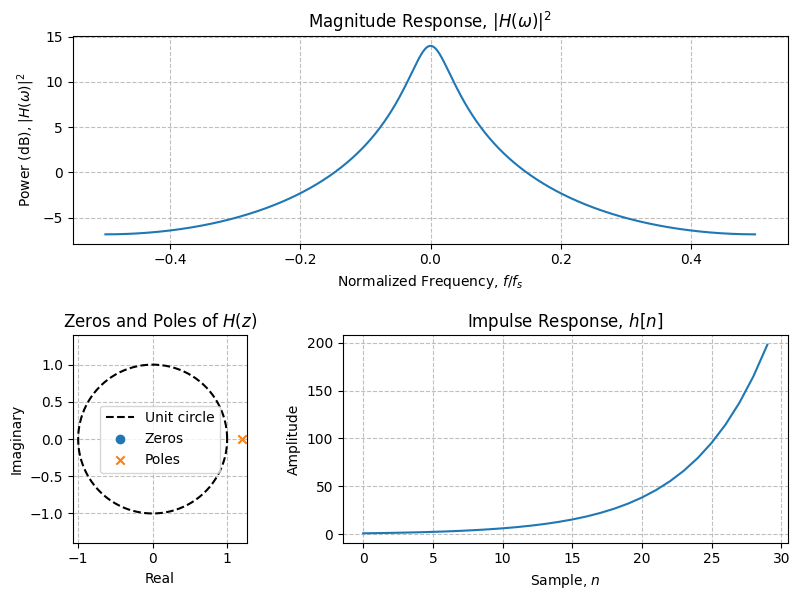 Magnitude Response, $|H(\omega)|^2$
15
10
5
0
−5
Power (dB), $|H(\omega)|^2$
−0.4 −0.2 0.0 0.2 0.4
Normalized Frequency, $f/f_s$
Zeros and Poles of $H(z)$
1.0
0.5
0.0
−0.5
−1.0
Imaginary
Unit circle
Zeros
Poles
−1 0 1
Real
Impulse Response, $h[n]$
200
150
100
50
0
Amplitude
0 5 10 15 20 25 30
Sample, $n$